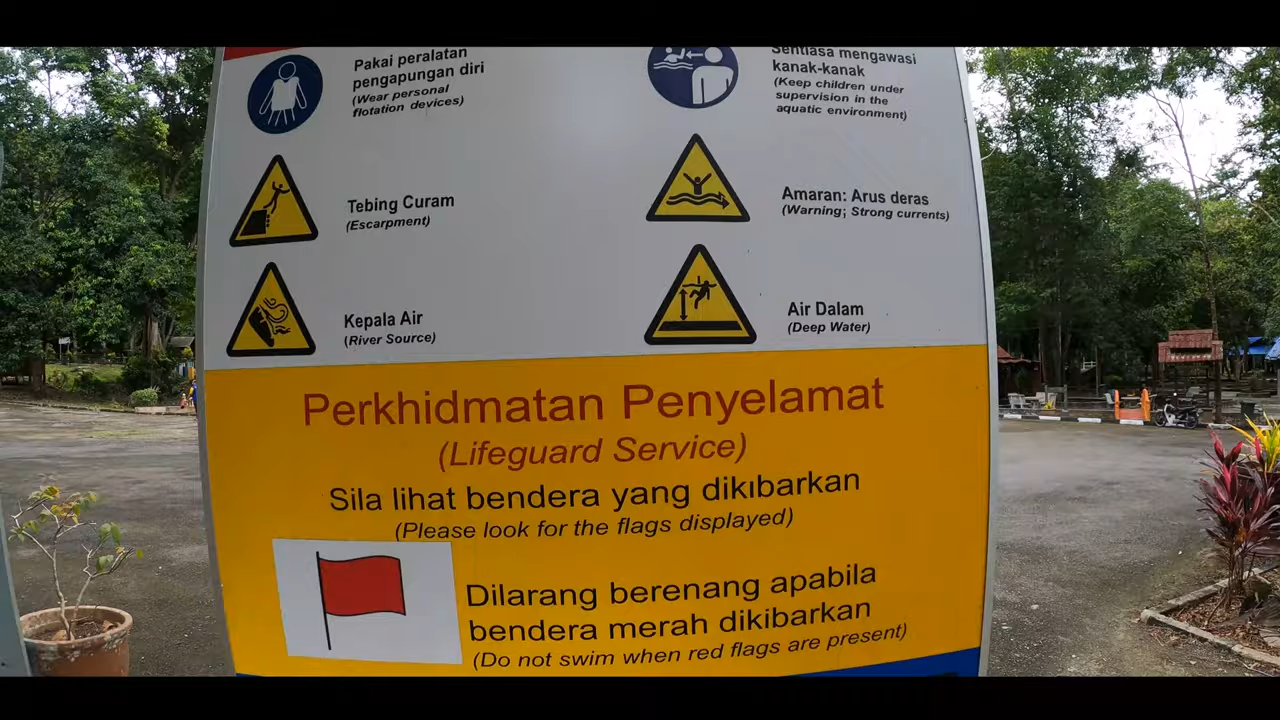 Pakai peralatan
pengapungan diri
(Wear personal
flotation devices)
Sentiasa mengawasi
kanak-kanak
(Keep children under
supervision in the
aquatic environment)
Tebing Curam
(Escarpment)
Amaran: Arus deras
(Warning; Strong currents)
Kepala Air
(River Source)
Air Dalam
(Deep Water)
Perkhidmatan Penyelamat
(Lifeguard Service)
Sila lihat bendera yang dikibarkan
(Please look for the flags displayed)
Dilarang berenang apabila
bendera merah dikibarkan
(Do not swim when red flags are present)